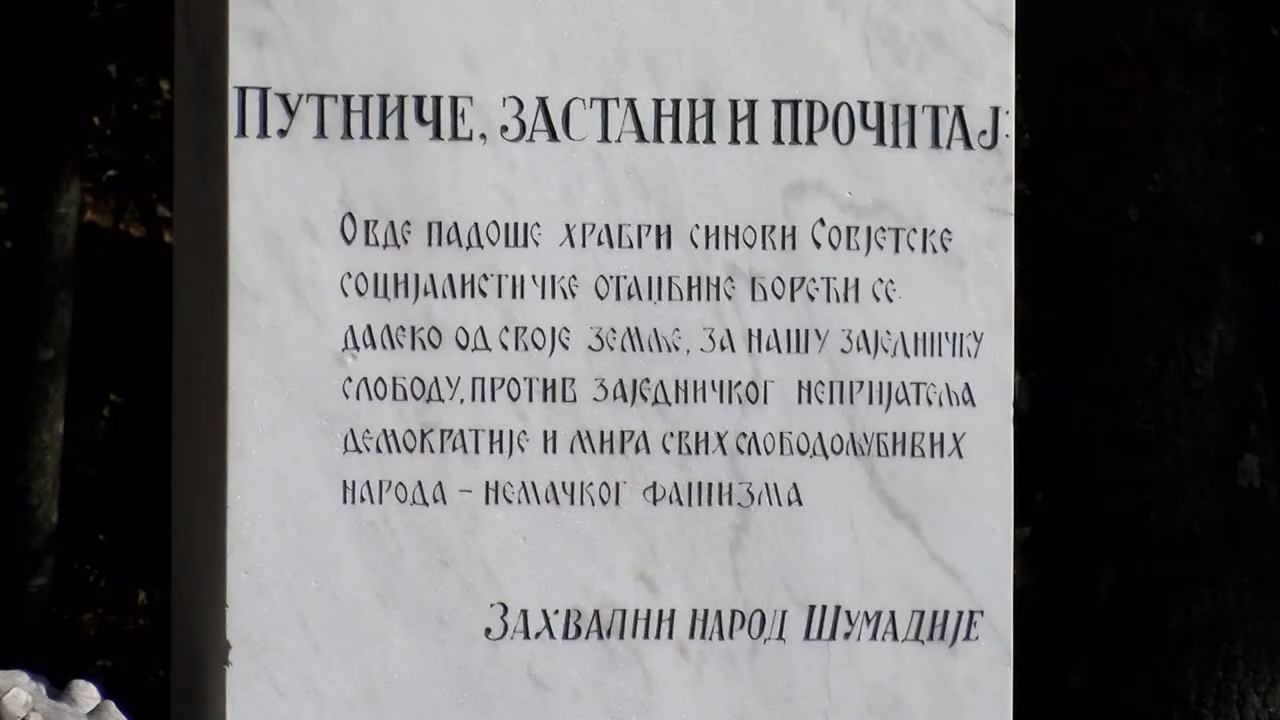 Путниче, застани и прочитај:
Овде падоше храбри синови Совјетске
социјалистичке отаџбине борећи се
далеко од своје земље, за нашу заједничку
слободу, против заједничког непријатеља
демократије и мира свих слободољубивих
народа – немачког фашизма
Захвални народ Шумадије